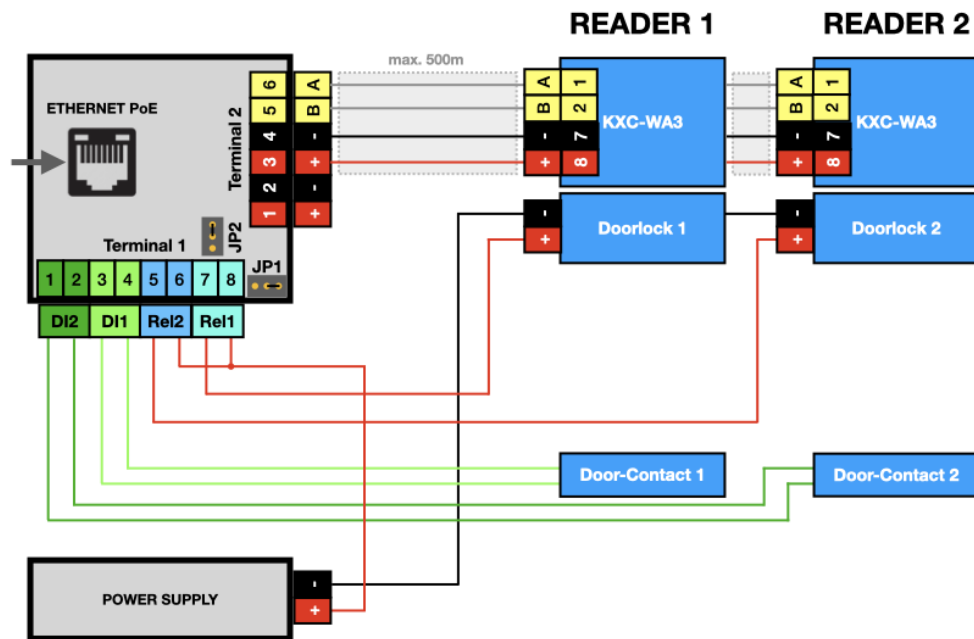 READER 1
READER 2
max. 500m
ETHERNET PoE
Terminal 2
6
5
4
3
2
1
A
B
-
+
-
+
A
B
-
+
1
2
7
8
KXC-WA3
A
B
-
+
1
2
7
8
KXC-WA3
-
+
Doorlock 1
-
+
Doorlock 2
JP2
Terminal 1
JP1
1 2 3 4 5 6 7 8
DI2 DI1 Rel2 Rel1
Door-Contact 1
Door-Contact 2
POWER SUPPLY
-
+